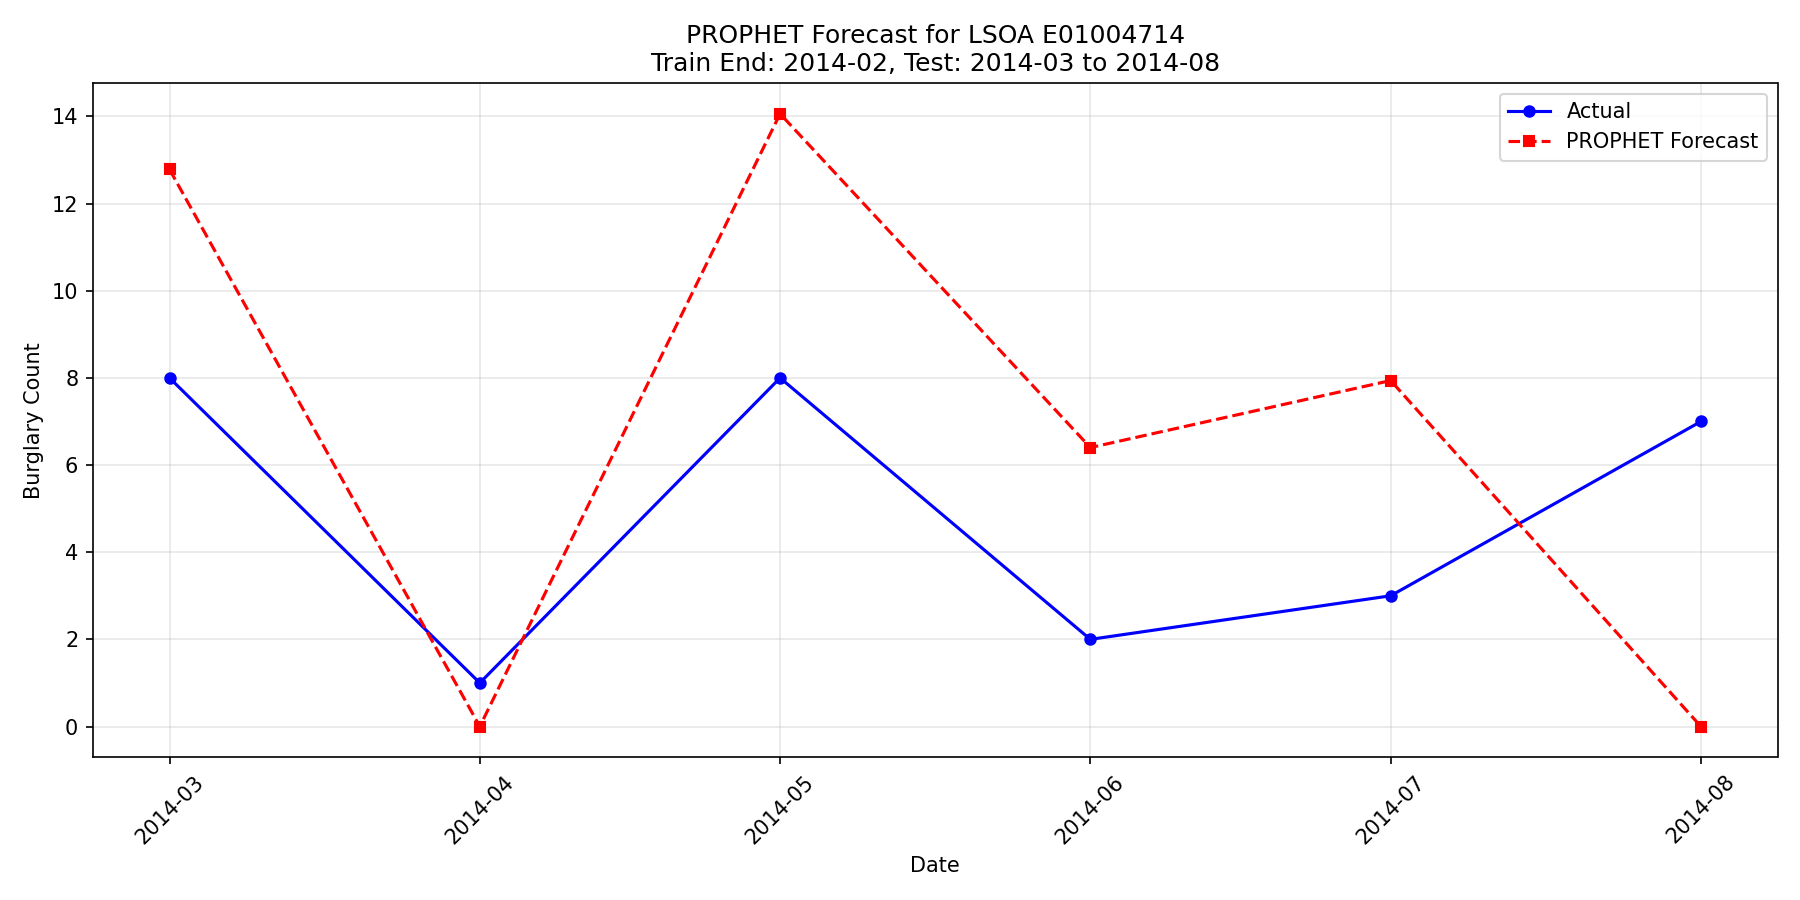 PROPHET Forecast for LSOA E01004714
Train End: 2014-02, Test: 2014-03 to 2014-08
Actual
PROPHET Forecast
Burglary Count
14
12
10
8
6
4
2
0
2014-03
2014-04
2014-05
2014-06
2014-07
2014-08
Date